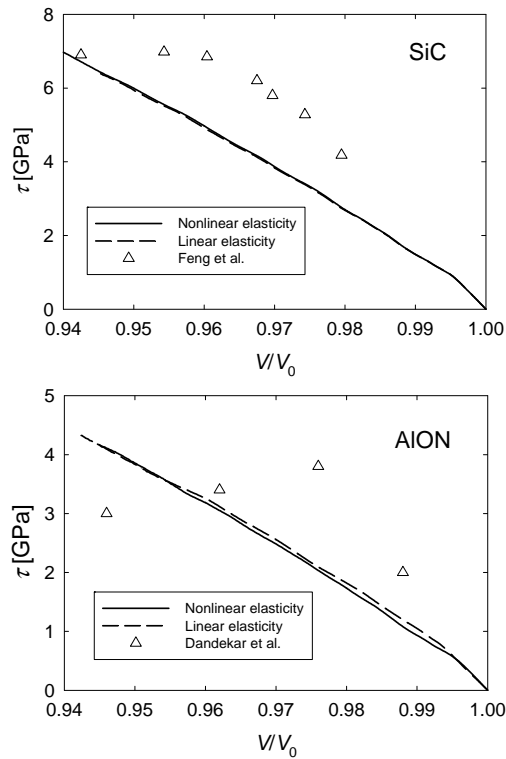 8
SiC
6
τ [GPa]
4
2
Nonlinear elasticity
Linear elasticity
Feng et al.
0
0.94 0.95 0.96 0.97 0.98 0.99 1.00
V/V₀
5
AlON
4
3
τ [GPa]
2
Nonlinear elasticity
1
Linear elasticity
Dandekar et al.
0
0.94 0.95 0.96 0.97 0.98 0.99 1.00
V/V₀